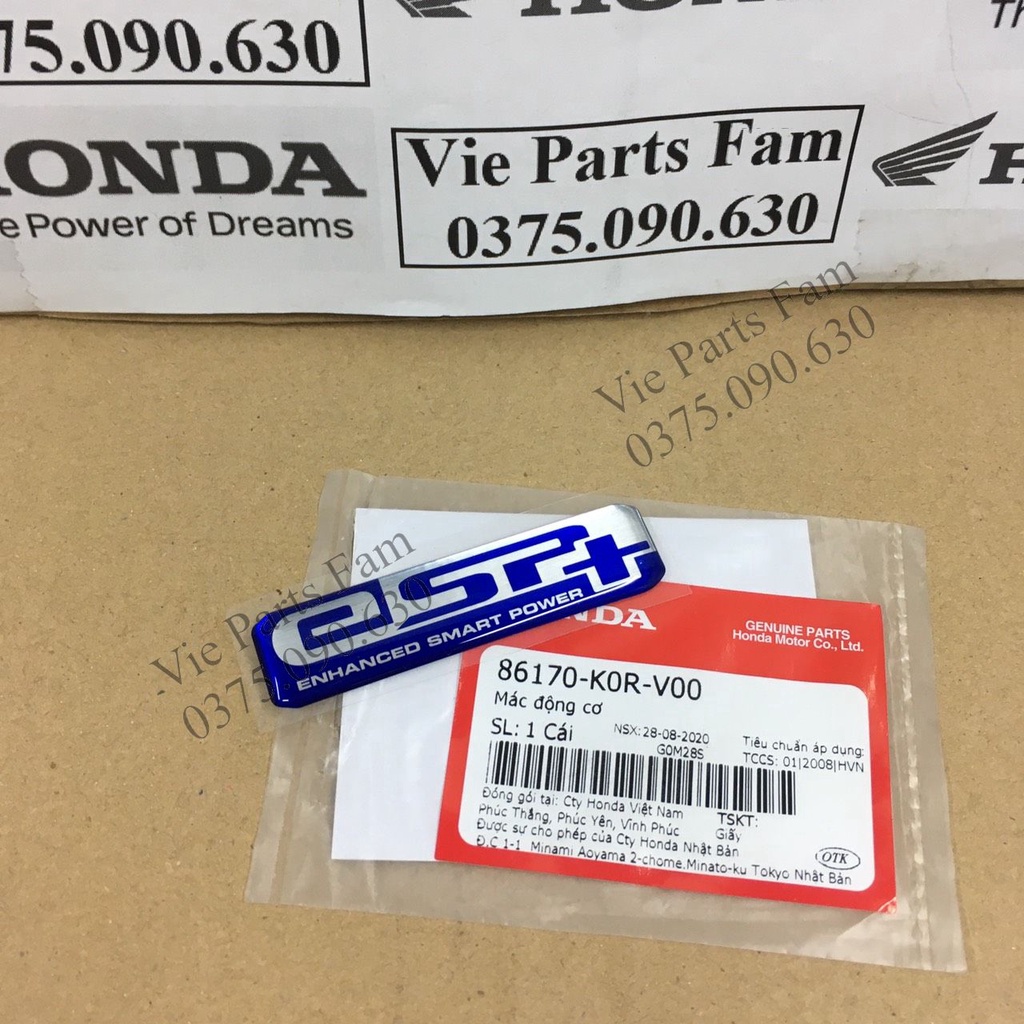 75.090.630
HONDA
Th
ONDA
e Power of Dreams
Vie Parts Fam
0375.090.630
H
Vie Parts Fam
0375.090.630
Vie Parts Fam
0375.090.630
eSP+
ENHANCED SMART POWER
NDA
GENUINE PARTS
Honda Motor Co., Ltd.
86170-K0R-V00
Mác động cơ
SL: 1 Cái
NSX: 28-08-2020
G0M28S
Tiêu chuẩn áp dụng:
TCCS: 01|2008|HVN
Đóng gói tại: Cty Honda Việt Nam
Phúc Thắng, Phúc Yên, Vĩnh Phúc
Được sự cho phép của Cty Honda Nhật Bản
Đ.C 1-1 Minami Aoyama 2-chome.Minato-ku Tokyo Nhật Bản
TSKT:
Giấy
OTK